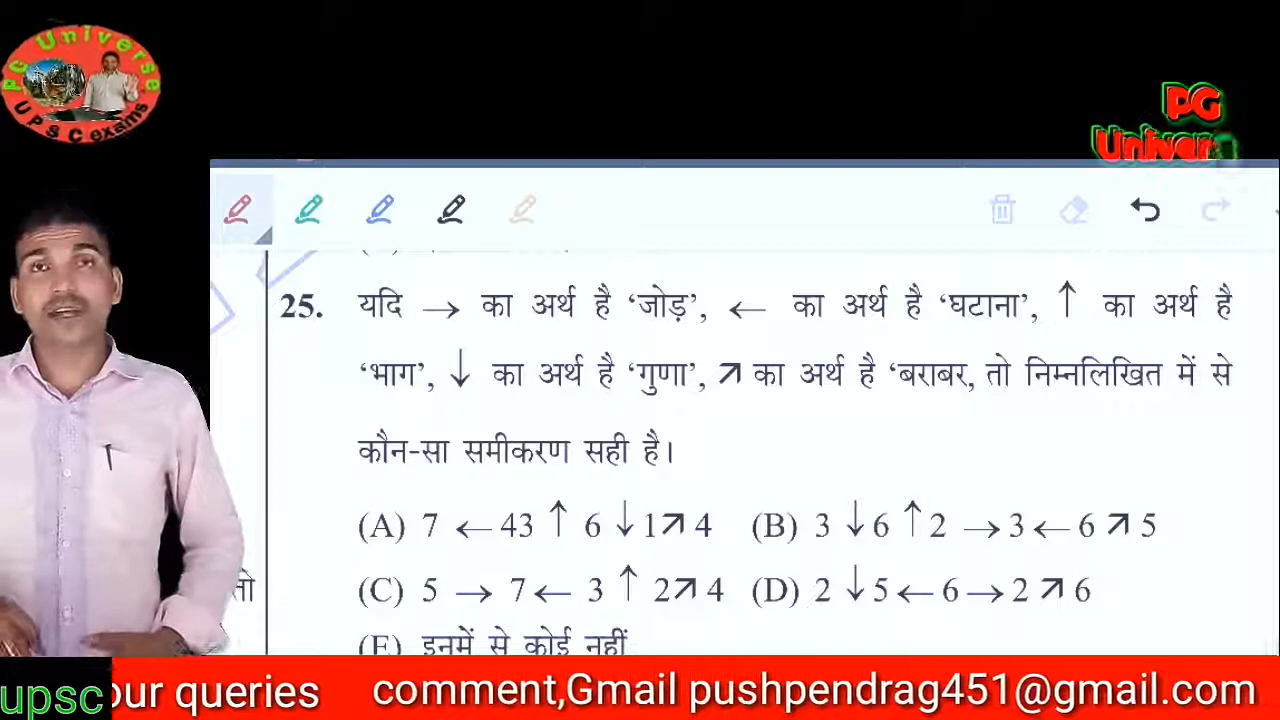 PG Universe
UPSC exams
PG
Univers
25. यदि → का अर्थ है ‘जोड़’, ← का अर्थ है ‘घटाना’, ↑ का अर्थ है
‘भाग’, ↓ का अर्थ है ‘गुणा’, ↗ का अर्थ है ‘बराबर, तो निम्नलिखित में से
कौन-सा समीकरण सही है।
(A) 7 ← 43 ↑ 6 ↓ 1 ↗ 4 (B) 3 ↓ 6 ↑ 2 → 3 ← 6 ↗ 5
(C) 5 → 7 ← 3 ↑ 2 ↗ 4 (D) 2 ↓ 5 ← 6 → 2 ↗ 6
तो
(E) इनमें से कोई नहीं
upsc our queries comment,Gmail pushpendrag451@gmail.com